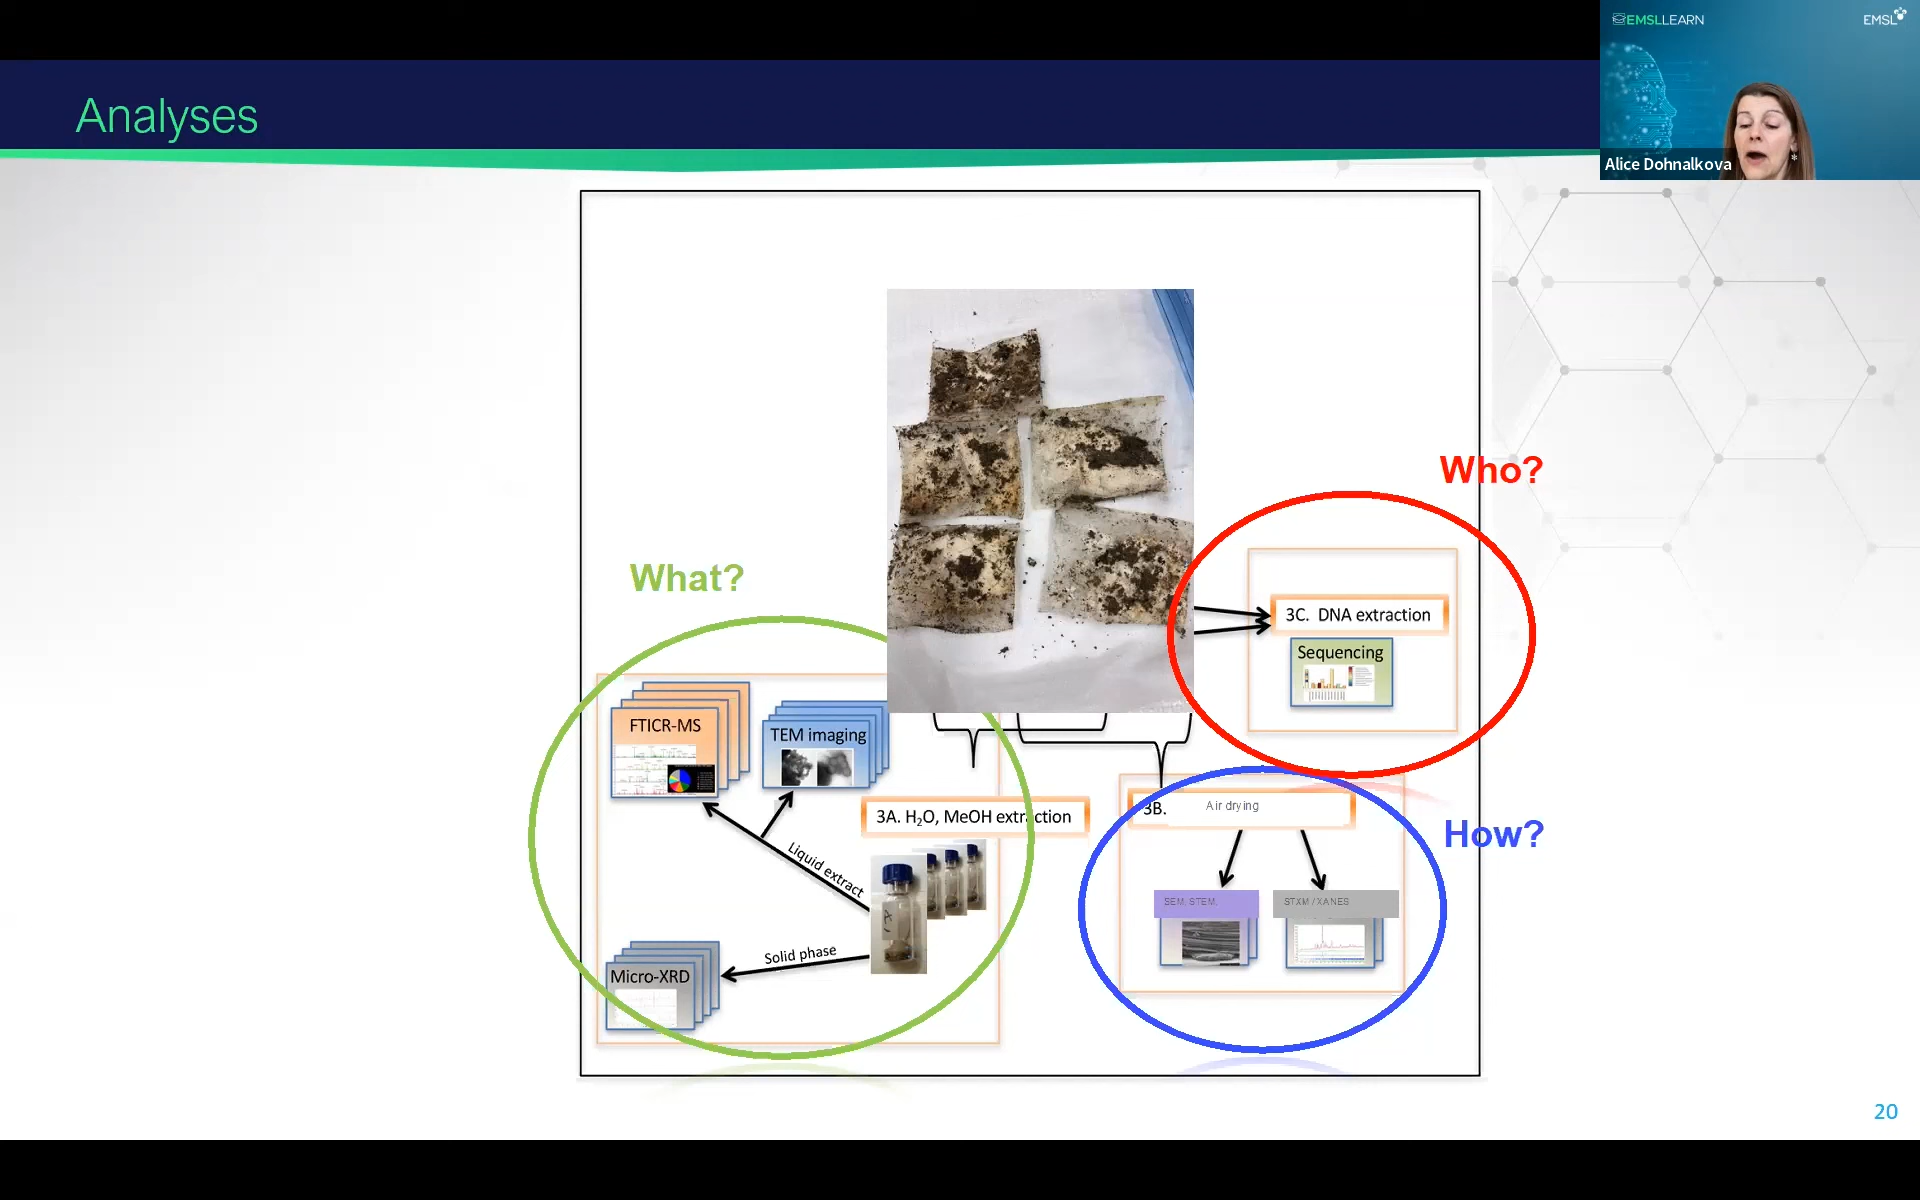 EMSLLEARN
EMSL
Alice Dohnalkova
Analyses
Who?
What?
3C. DNA extraction
Sequencing
FTICR-MS
TEM imaging
3A. H₂O, MeOH extraction
3B.
Air drying
How?
Liquid extract
SEM, STEM,
STXM / XANES
Solid phase
Micro-XRD
20